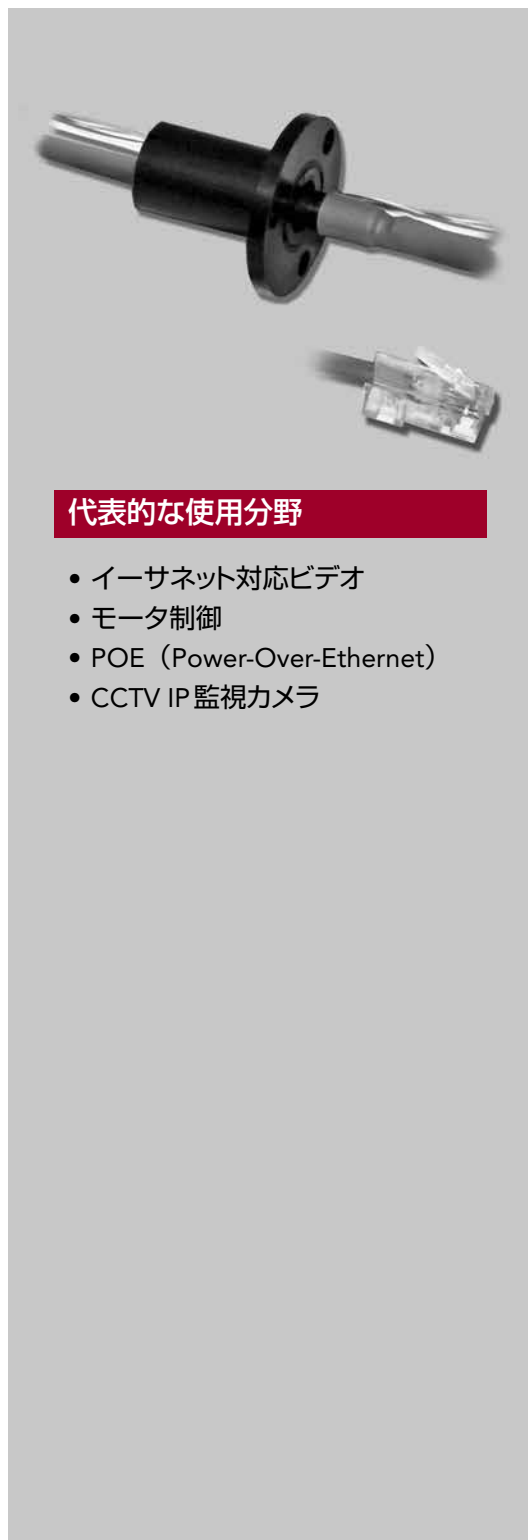 代表的な使用分野
• イーサネット対応ビデオ
• モータ制御
• POE（Power-Over-Ethernet）
• CCTV IP監視カメラ